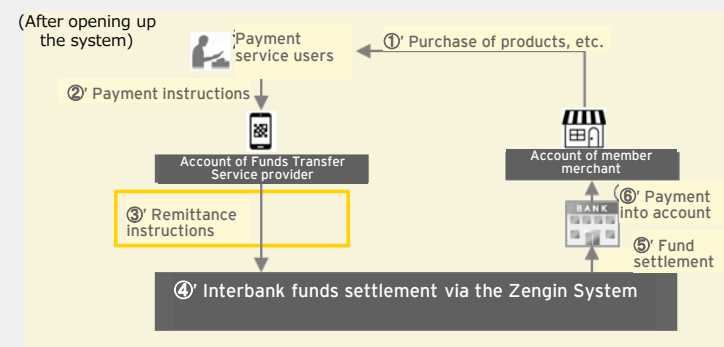 (After opening up
the system)
Payment
service users
①’ Purchase of products, etc.
②’ Payment instructions
Account of Funds Transfer
Service provider
Account of member
merchant
③’ Remittance
instructions
⑥’ Payment
into account
BANK
⑤’ Fund
settlement
④’ Interbank funds settlement via the Zengin System